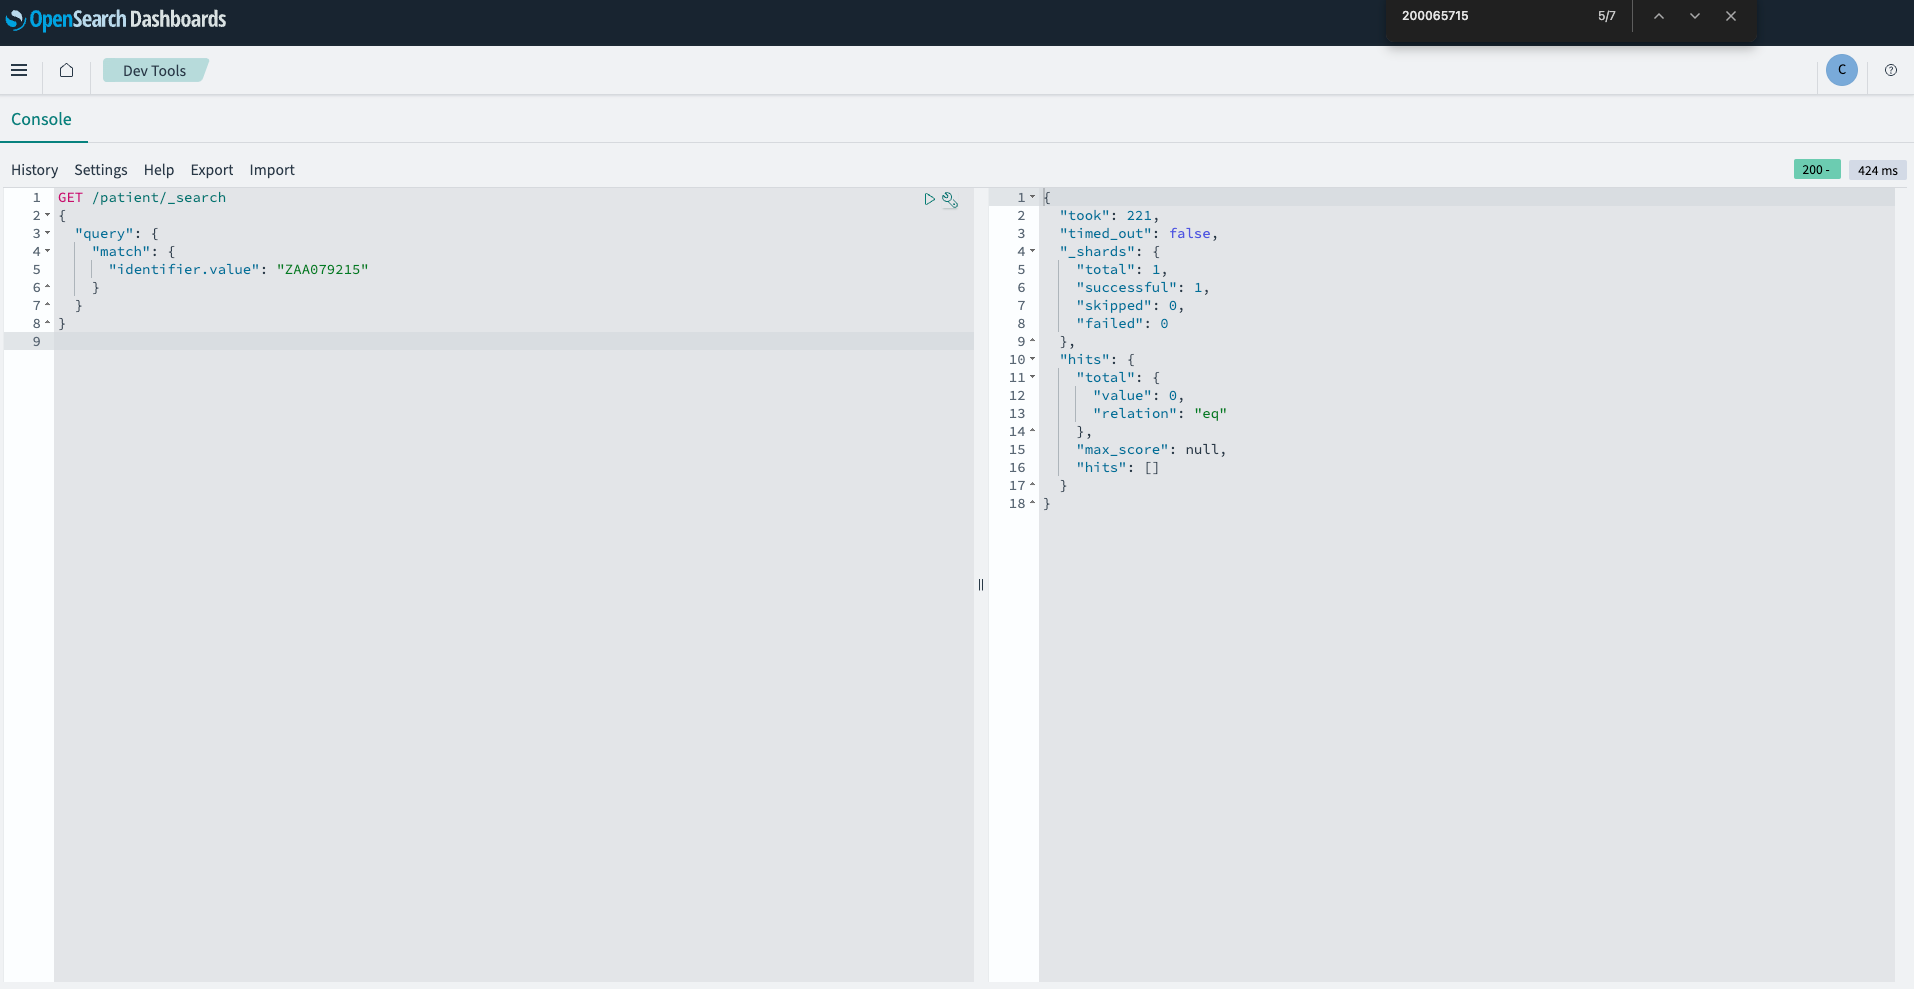 OpenSearch Dashboards
200065715 5/7
Dev Tools
C
Console
History Settings Help Export Import
200 - 424 ms
1 GET /patient/_search
2 {
3 "query": {
4 "match": {
5 "identifier.value": "ZAA079215"
6 }
7 }
8 }
9
1 {
2 "took": 221,
3 "timed_out": false,
4 "_shards": {
5 "total": 1,
6 "successful": 1,
7 "skipped": 0,
8 "failed": 0
9 },
10 "hits": {
11 "total": {
12 "value": 0,
13 "relation": "eq"
14 },
15 "max_score": null,
16 "hits": []
17 }
18 }